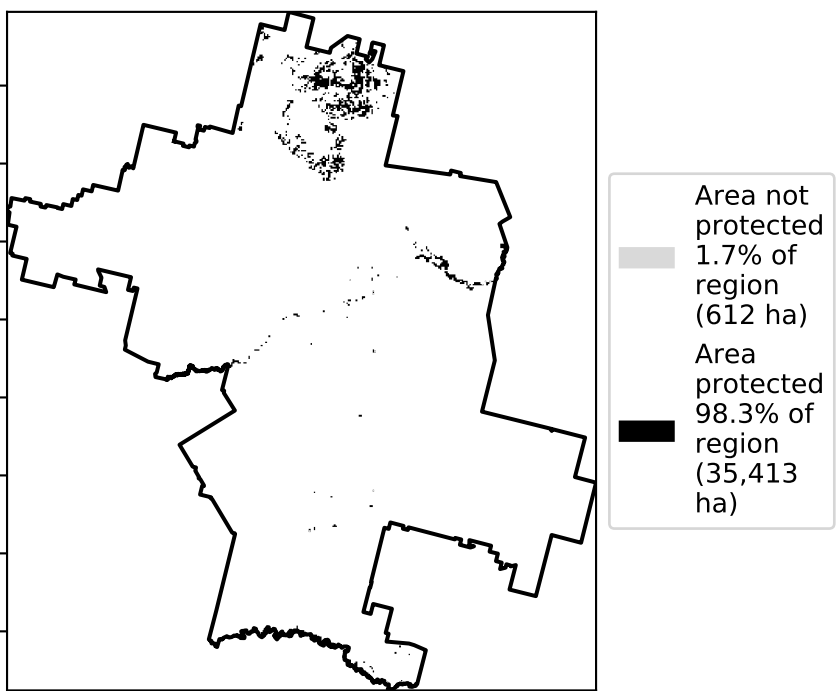 Area not
protected
1.7% of
region
(612 ha)
Area
protected
98.3% of
region
(35,413
ha)